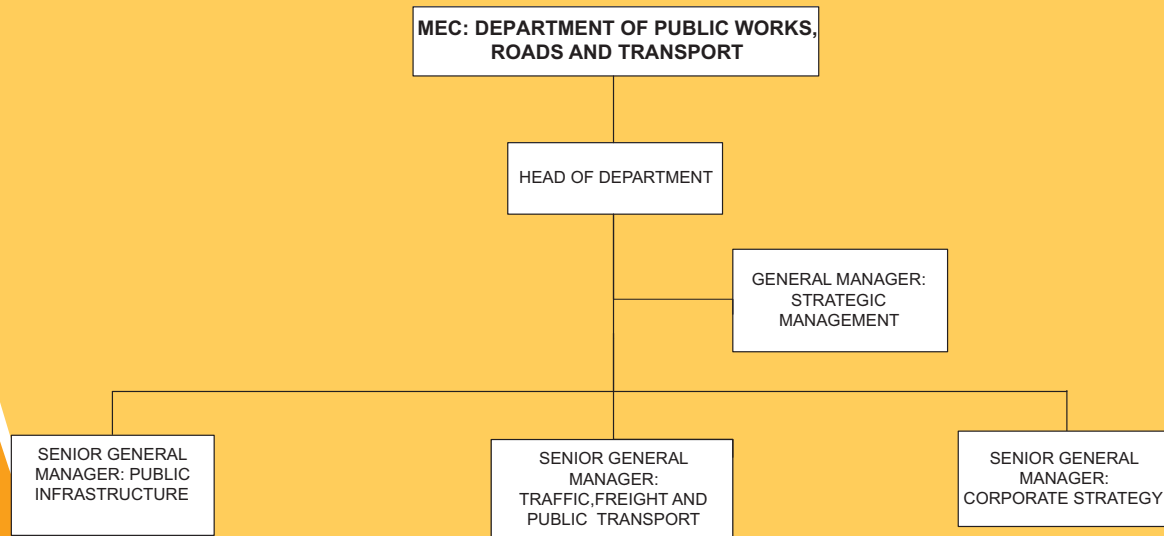 MEC: DEPARTMENT OF PUBLIC WORKS,
ROADS AND TRANSPORT
HEAD OF DEPARTMENT
GENERAL MANAGER:
STRATEGIC
MANAGEMENT
SENIOR GENERAL
MANAGER: PUBLIC
INFRASTRUCTURE
SENIOR GENERAL
MANAGER:
TRAFFIC,FREIGHT AND
PUBLIC TRANSPORT
SENIOR GENERAL
MANAGER:
CORPORATE STRATEGY